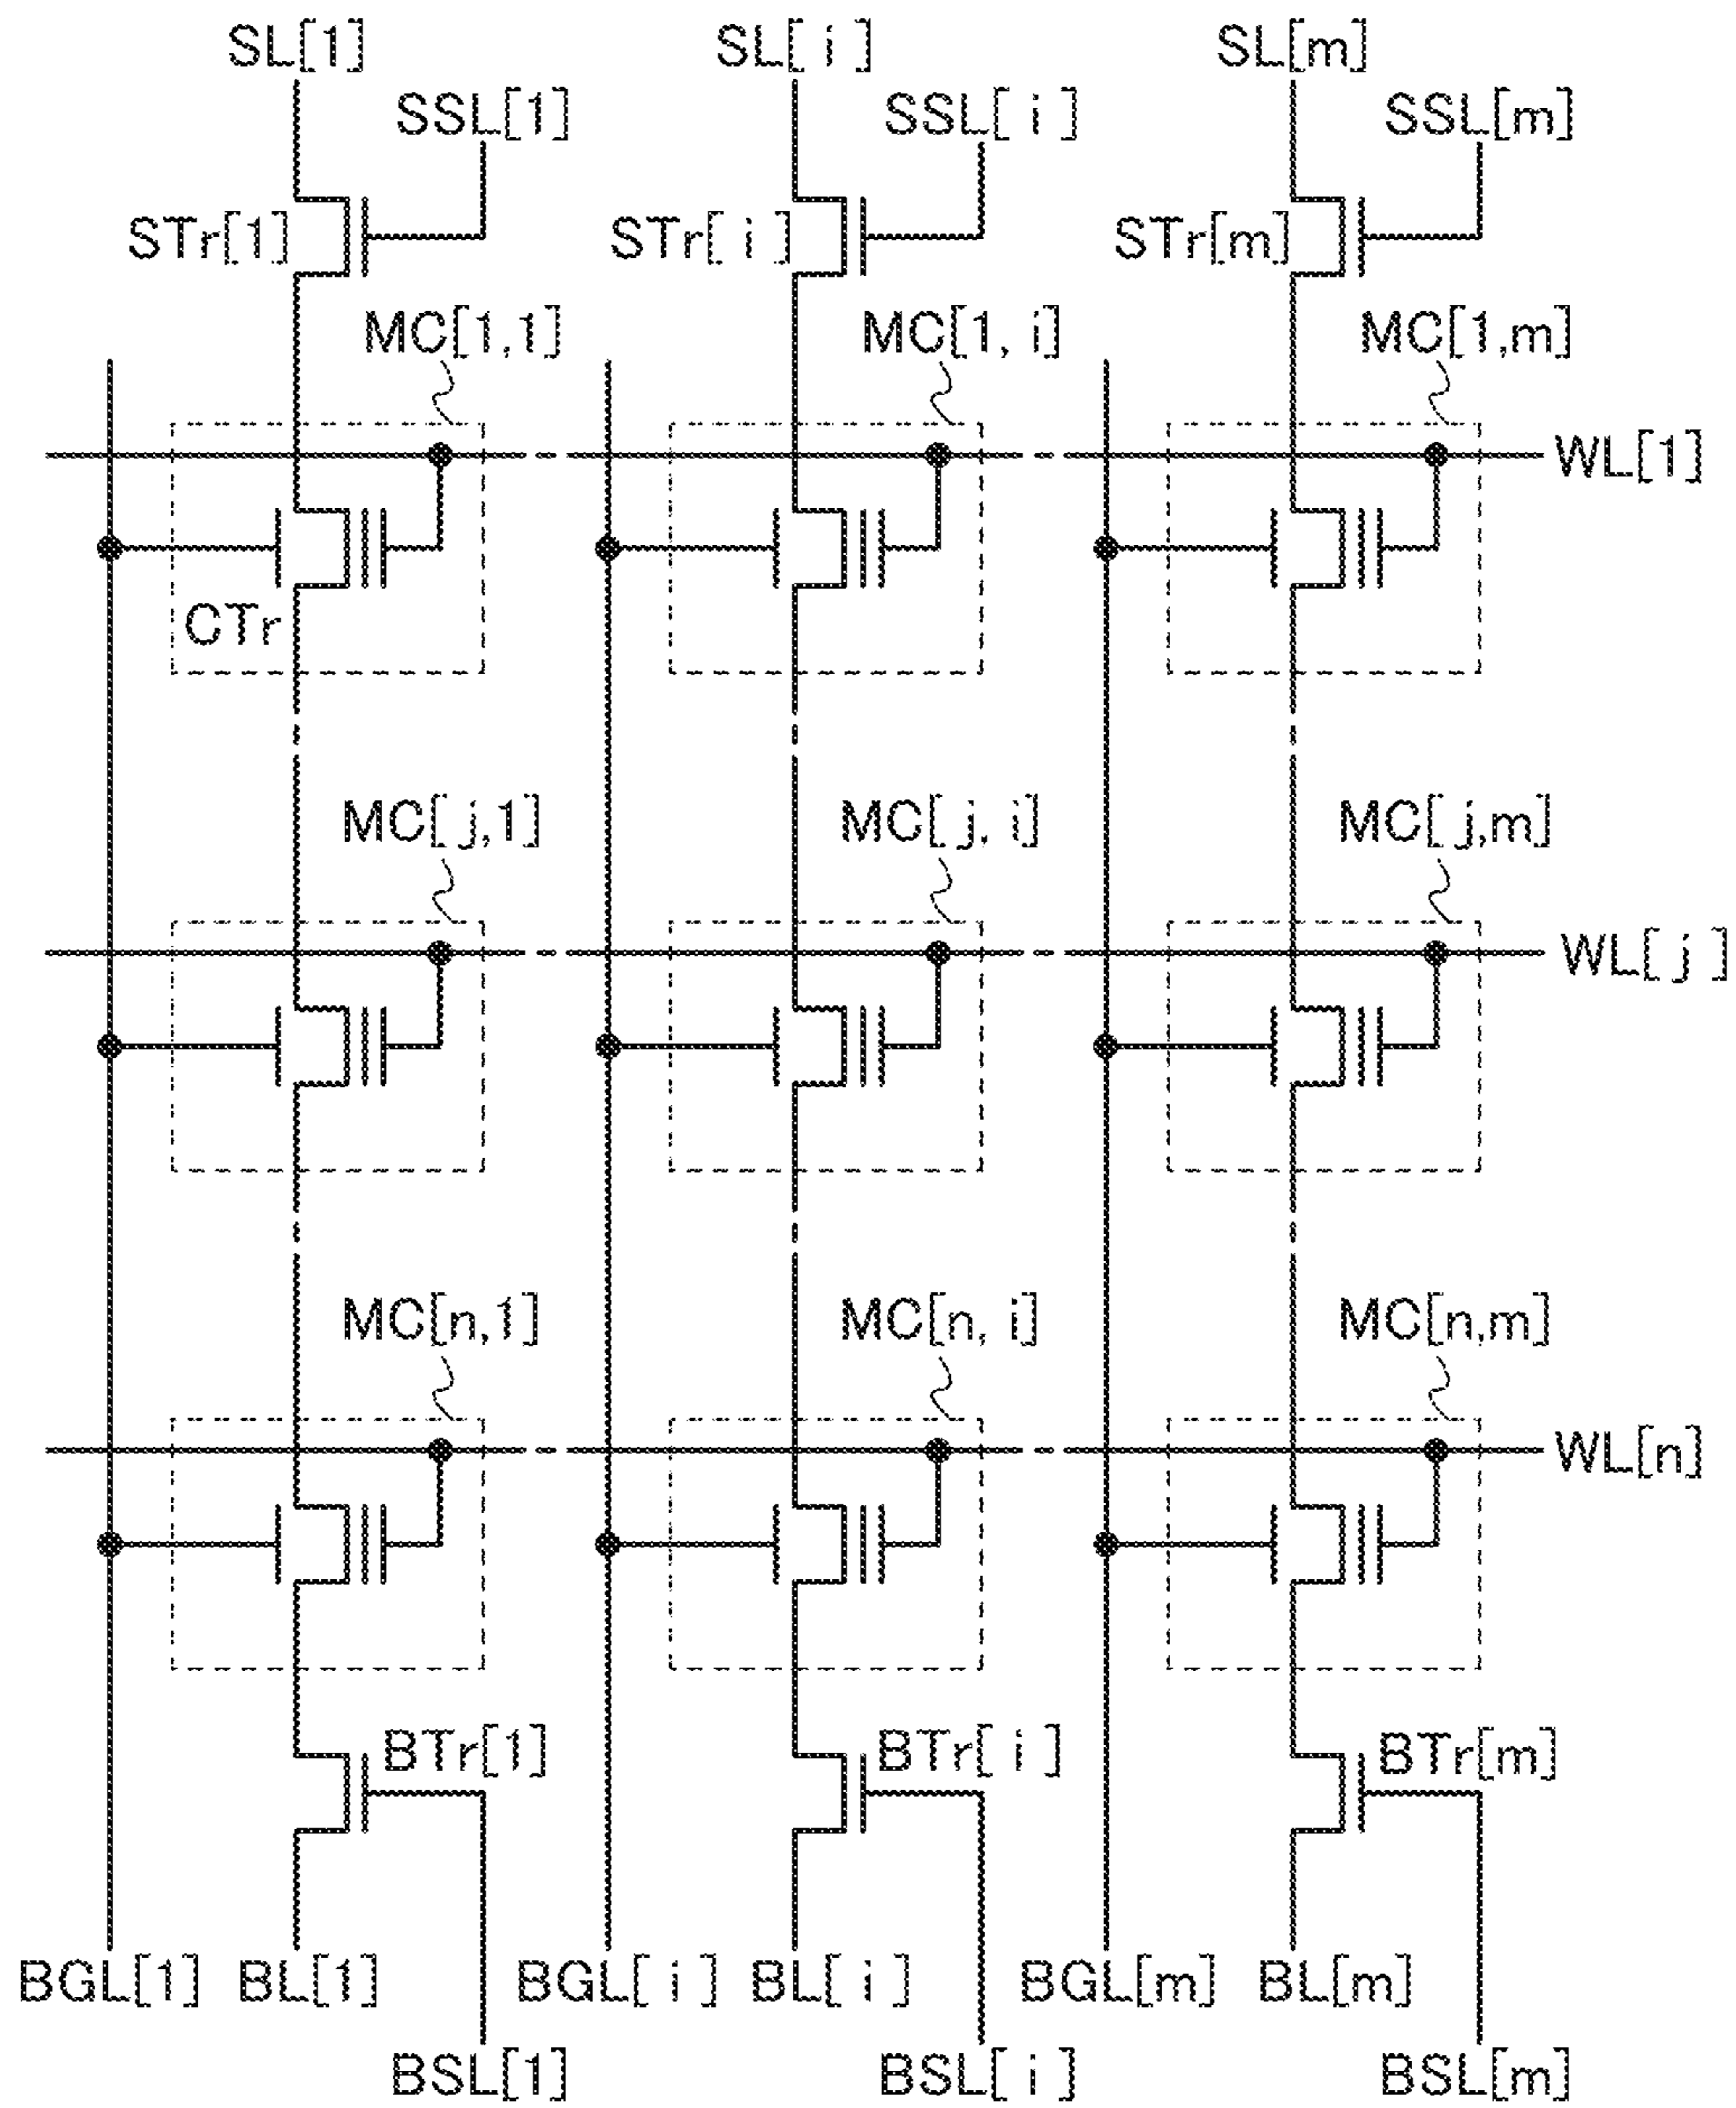 SL[1] SL[ i ] SL[m]
SSL[1] SSL[ i ] SSL[m]
STr[1] STr[ i ] STr[m]
MC[1,1] MC[1, i] MC[1,m]
WL[1]
CTr
MC[ j,1] MC[ j, i] MC[ j,m]
WL[ j ]
MC[n,1] MC[n, i] MC[n,m]
WL[n]
BTr[1] BTr[ i ] BTr[m]
BGL[1] BL[1] BGL[ i ] BL[ i ] BGL[m] BL[m]
BSL[1] BSL[ i ] BSL[m]